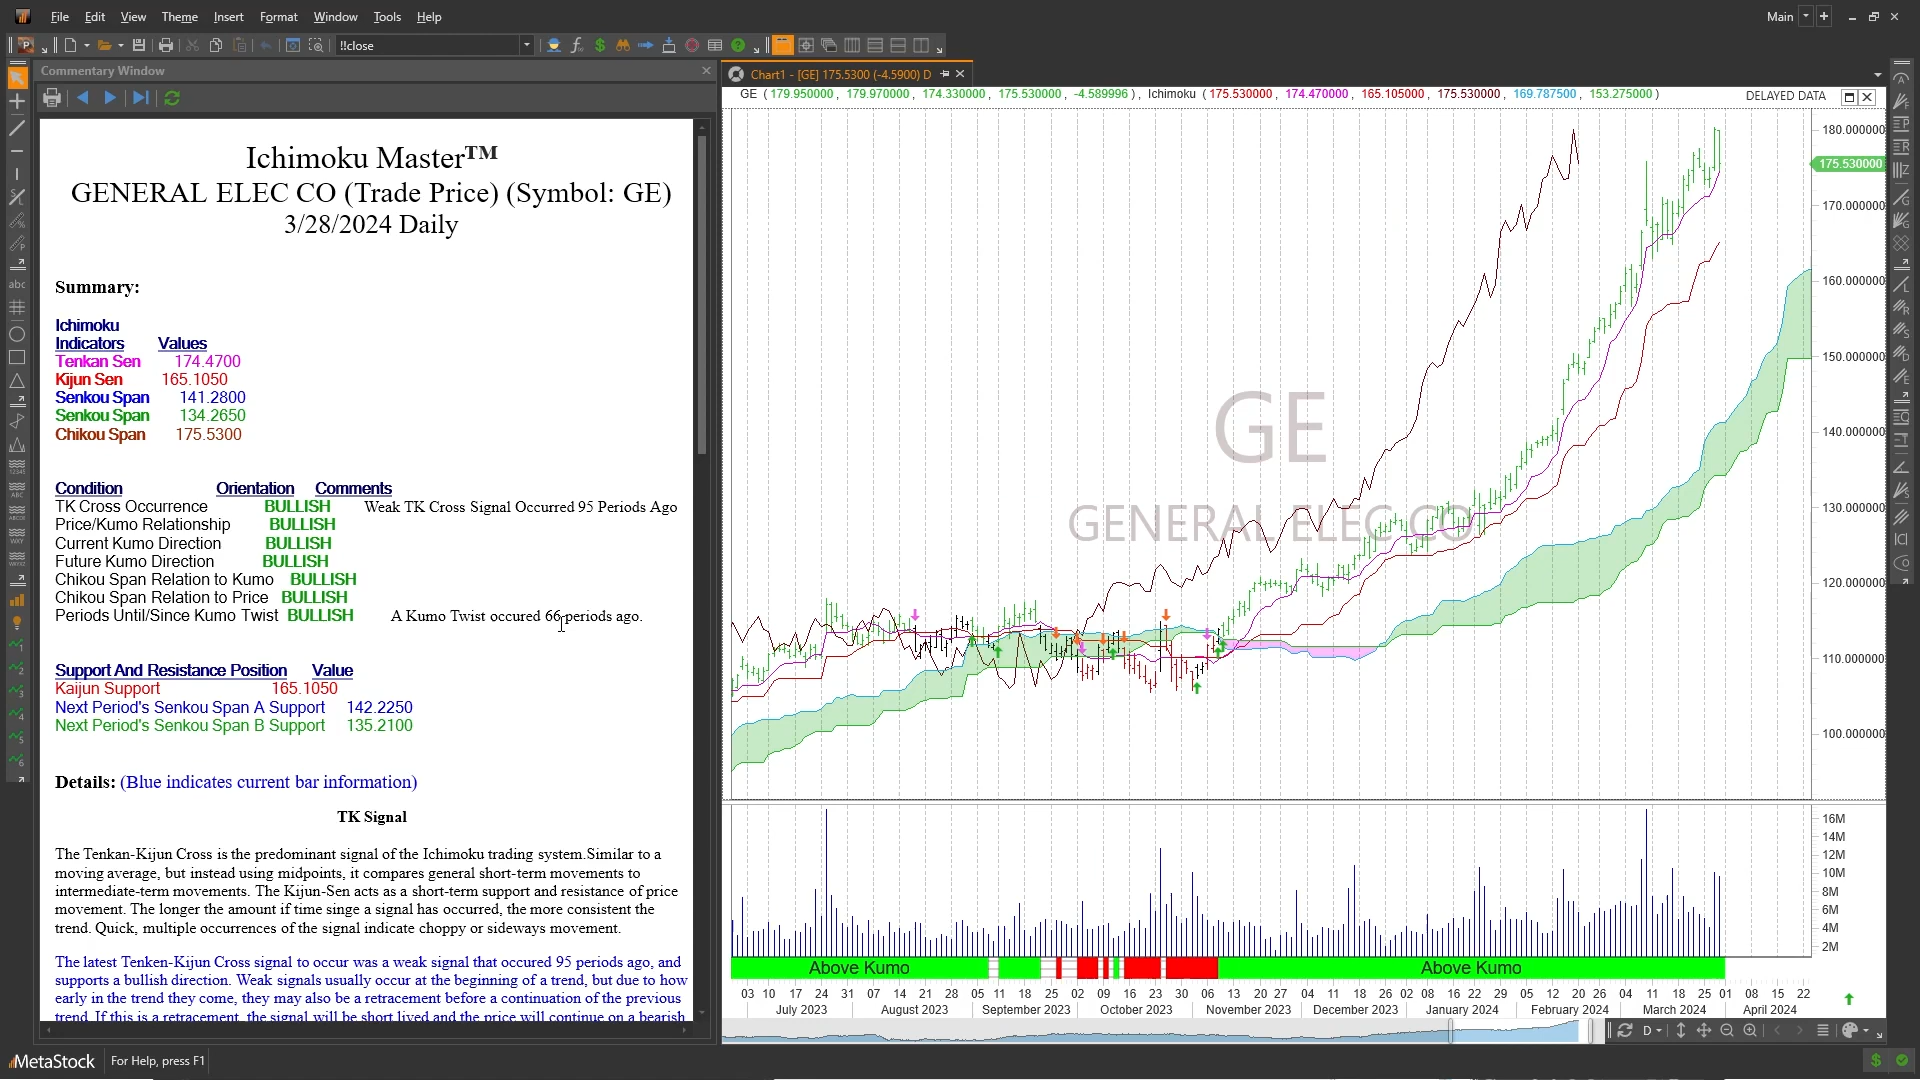 File Edit View Theme Insert Format Window Tools Help Main
!!close
Commentary Window
Chart1 - [GE] 175.5300 (-4.5900) D
GE ( 179.950000, 179.970000, 174.330000, 175.530000, -4.589996 ), Ichimoku ( 175.530000, 174.470000, 165.105000, 175.530000, 169.787500, 153.275000 )
DELAYED DATA
Ichimoku Master™
GENERAL ELEC CO (Trade Price) (Symbol: GE)
3/28/2024 Daily
Summary:
Ichimoku
Indicators Values
Tenkan Sen 174.4700
Kijun Sen 165.1050
Senkou Span 141.2800
Senkou Span 134.2650
Chikou Span 175.5300
Condition Orientation Comments
TK Cross Occurrence BULLISH Weak TK Cross Signal Occurred 95 Periods Ago
Price/Kumo Relationship BULLISH
Current Kumo Direction BULLISH
Future Kumo Direction BULLISH
Chikou Span Relation to Kumo BULLISH
Chikou Span Relation to Price BULLISH
Periods Until/Since Kumo Twist BULLISH A Kumo Twist occured 66 periods ago.
Support And Resistance Position Value
Kaijun Support 165.1050
Next Period's Senkou Span A Support 142.2250
Next Period's Senkou Span B Support 135.2100
Details: (Blue indicates current bar information)
TK Signal
The Tenkan-Kijun Cross is the predominant signal of the Ichimoku trading system.Similar to a
moving average, but instead using midpoints, it compares general short-term movements to
intermediate-term movements. The Kijun-Sen acts as a short-term support and resistance of price
movement. The longer the amount if time singe a signal has occurred, the more consistent the
trend. Quick, multiple occurrences of the signal indicate choppy or sideways movement.
The latest Tenken-Kijun Cross signal to occur was a weak signal that occured 95 periods ago, and
supports a bullish direction. Weak signals usually occur at the beginning of a trend, but due to how
early in the trend they come, they may also be a retracement before a continuation of the previous
trend. If this is a retracement, the signal will be short lived and the price will continue on a bearish
GE
GENERAL ELEC CO
180.000000
175.530000
170.000000
160.000000
150.000000
140.000000
130.000000
120.000000
110.000000
100.000000
16M
14M
12M
10M
8M
6M
4M
2M
Above Kumo Above Kumo
03 10 17 24 31 07 14 21 28 05 11 18 25 02 09 16 23 30 06 13 20 27 04 11 18 26 02 08 16 22 29 05 12 20 26 04 11 18 25 01 08 15 22
July 2023 August 2023 September 2023 October 2023 November 2023 December 2023 January 2024 February 2024 March 2024 April 2024
D
MetaStock For Help, press F1